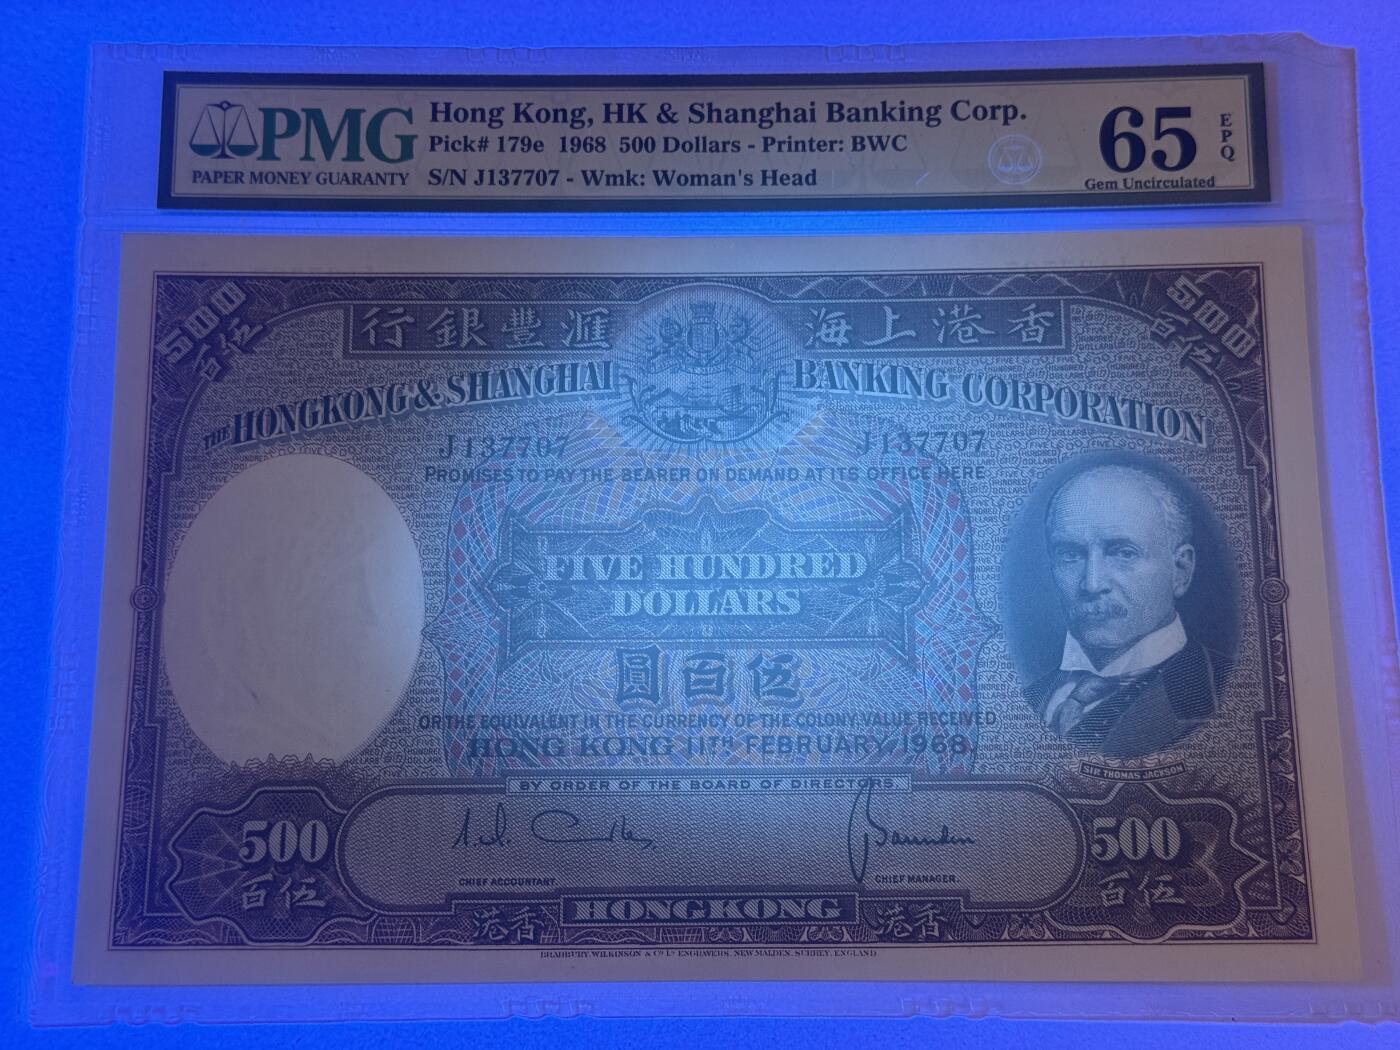 PMG
PAPER MONEY GUARANTY
Hong Kong, HK & Shanghai Banking Corp.
Pick# 179e 1968 500 Dollars - Printer: BWC
S/N J137707 - Wmk: Woman's Head
65
EPQ
Gem Uncirculated
500
百伍
500
百伍
行銀豐滙 海上港香
THE HONGKONG & SHANGHAI BANKING CORPORATION
J137707 J137707
PROMISES TO PAY THE BEARER ON DEMAND AT ITS OFFICE HERE
FIVE HUNDRED
DOLLARS
圓百伍
OR THE EQUIVALENT IN THE CURRENCY OF THE COLONY, VALUE RECEIVED
HONG KONG 11TH FEBRUARY, 1968.
SIR THOMAS JACKSON
BY ORDER OF THE BOARD OF DIRECTORS.
500 500
百伍 百伍
CHIEF ACCOUNTANT. CHIEF MANAGER.
港香 HONGKONG 港香
BRADBURY, WILKINSON & Co Ld ENGRAVERS, NEW MALDEN, SURREY, ENGLAND